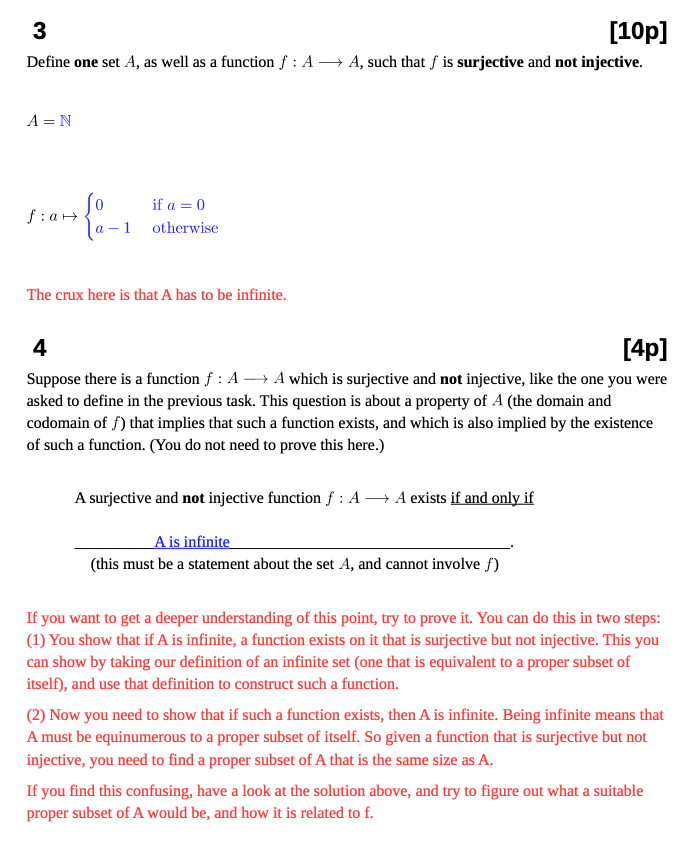 3 [10p]
Define one set A, as well as a function f : A ⟶ A, such that f is surjective and not injective.
A = ℕ
f : a ↦ { 0 if a = 0
a − 1 otherwise
The crux here is that A has to be infinite.
4 [4p]
Suppose there is a function f : A ⟶ A which is surjective and not injective, like the one you were
asked to define in the previous task. This question is about a property of A (the domain and
codomain of f) that implies that such a function exists, and which is also implied by the existence
of such a function. (You do not need to prove this here.)
A surjective and not injective function f : A ⟶ A exists if and only if
A is infinite.
(this must be a statement about the set A, and cannot involve f)
If you want to get a deeper understanding of this point, try to prove it. You can do this in two steps:
(1) You show that if A is infinite, a function exists on it that is surjective but not injective. This you
can show by taking our definition of an infinite set (one that is equivalent to a proper subset of
itself), and use that definition to construct such a function.
(2) Now you need to show that if such a function exists, then A is infinite. Being infinite means that
A must be equinumerous to a proper subset of itself. So given a function that is surjective but not
injective, you need to find a proper subset of A that is the same size as A.
If you find this confusing, have a look at the solution above, and try to figure out what a suitable
proper subset of A would be, and how it is related to f.